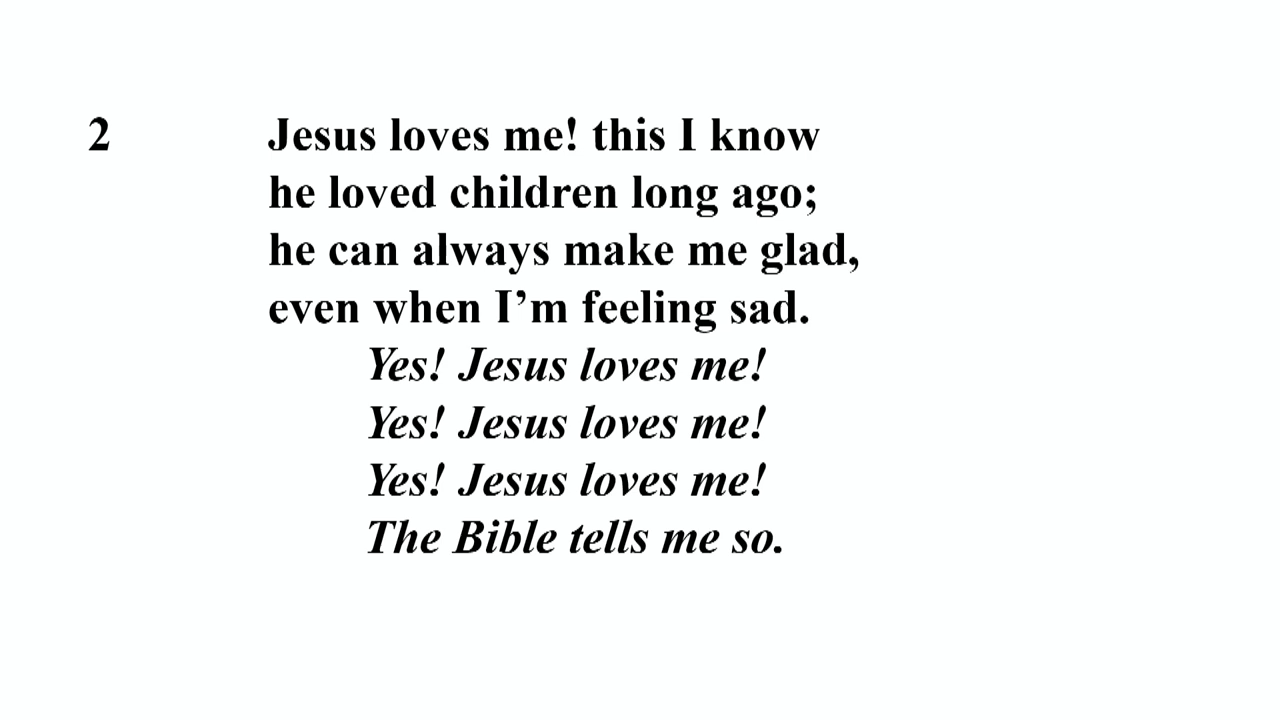 2 Jesus loves me! this I know
he loved children long ago;
he can always make me glad,
even when I’m feeling sad.
Yes! Jesus loves me!
Yes! Jesus loves me!
Yes! Jesus loves me!
The Bible tells me so.